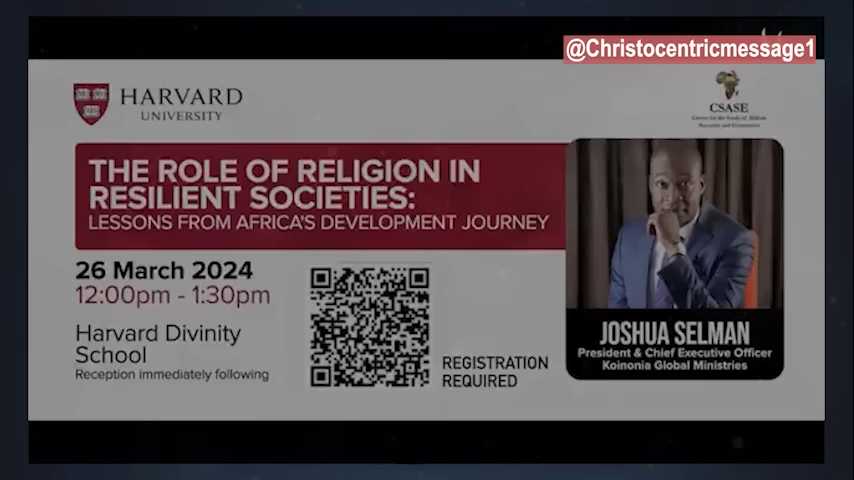 @Christocentricmessage1
HARVARD
UNIVERSITY
CSASE
THE ROLE OF RELIGION IN
RESILIENT SOCIETIES:
LESSONS FROM AFRICA'S DEVELOPMENT JOURNEY
26 March 2024
12:00pm - 1:30pm
Harvard Divinity
School
Reception immediately following
REGISTRATION
REQUIRED
JOSHUA SELMAN
President & Chief Executive Officer
Koinonia Global Ministries